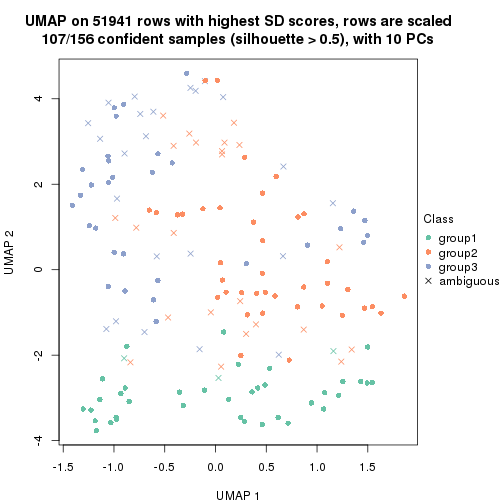 UMAP on 51941 rows with highest SD scores, rows are scaled
107/156 confident samples (silhouette > 0.5), with 10 PCs
4
2
0
-2
-4
UMAP 2
-1.5 -1.0 -0.5 0.0 0.5 1.0 1.5
UMAP 1
Class
group1
group2
group3
ambiguous